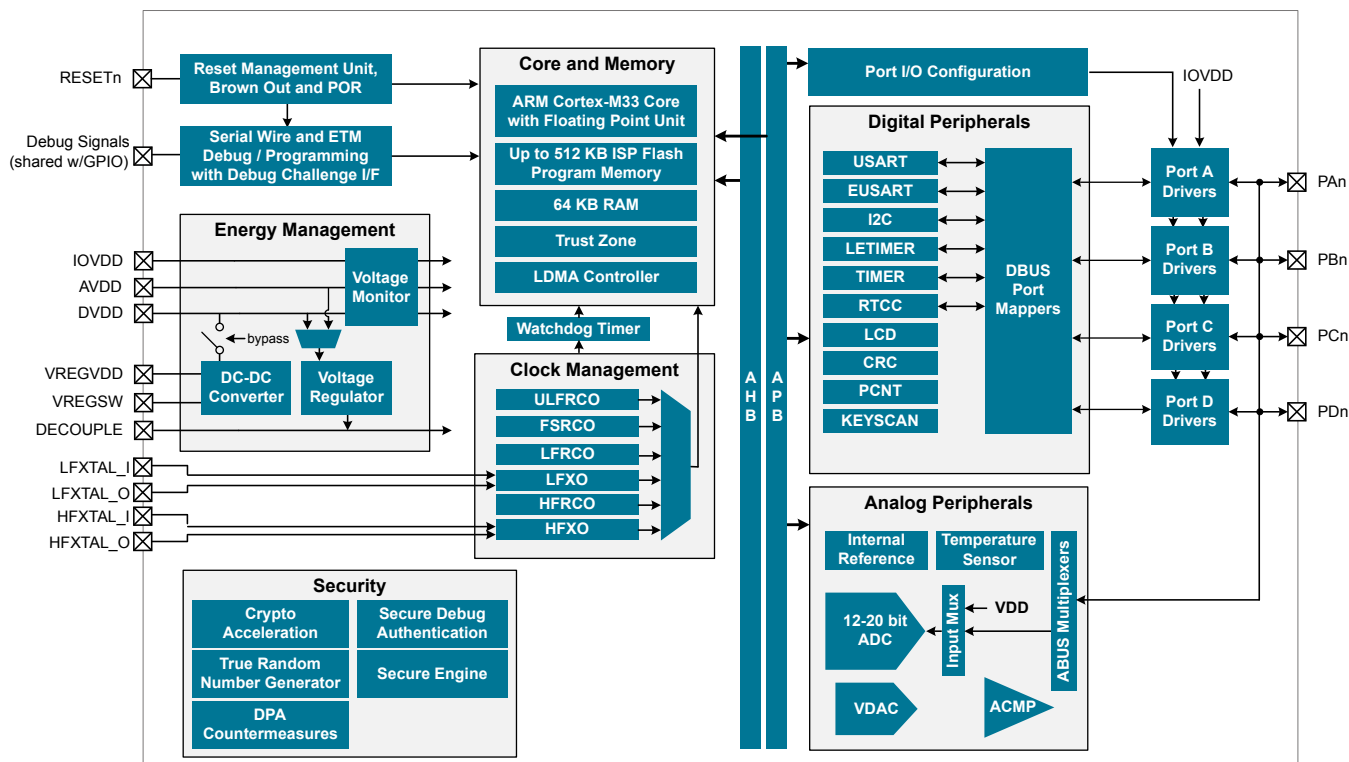 RESETn
Debug Signals
(shared w/GPIO)
Reset Management Unit,
Brown Out and POR
Serial Wire and ETM
Debug / Programming
with Debug Challenge I/F
Energy Management
IOVDD
AVDD
DVDD
Voltage
Monitor
bypass
VREGVDD
VREGSW
DECOUPLE
DC-DC
Converter
Voltage
Regulator
LFXTAL_I
LFXTAL_O
HFXTAL_I
HFXTAL_O
Core and Memory
ARM Cortex-M33 Core
with Floating Point Unit
Up to 512 KB ISP Flash
Program Memory
64 KB RAM
Trust Zone
LDMA Controller
Watchdog Timer
Clock Management
ULFRCO
FSRCO
LFRCO
LFXO
HFRCO
HFXO
Security
Crypto
Acceleration
Secure Debug
Authentication
True Random
Number Generator
Secure Engine
DPA
Countermeasures
A
H
B
A
P
B
Port I/O Configuration
IOVDD
Digital Peripherals
USART
EUSART
I2C
LETIMER
TIMER
RTCC
LCD
CRC
PCNT
KEYSCAN
DBUS
Port
Mappers
Port A
Drivers
Port B
Drivers
Port C
Drivers
Port D
Drivers
PAn
PBn
PCn
PDn
Analog Peripherals
Internal
Reference
Temperature
Sensor
12-20 bit
ADC
Input Mux
VDD
ABUS Multiplexers
VDAC
ACMP